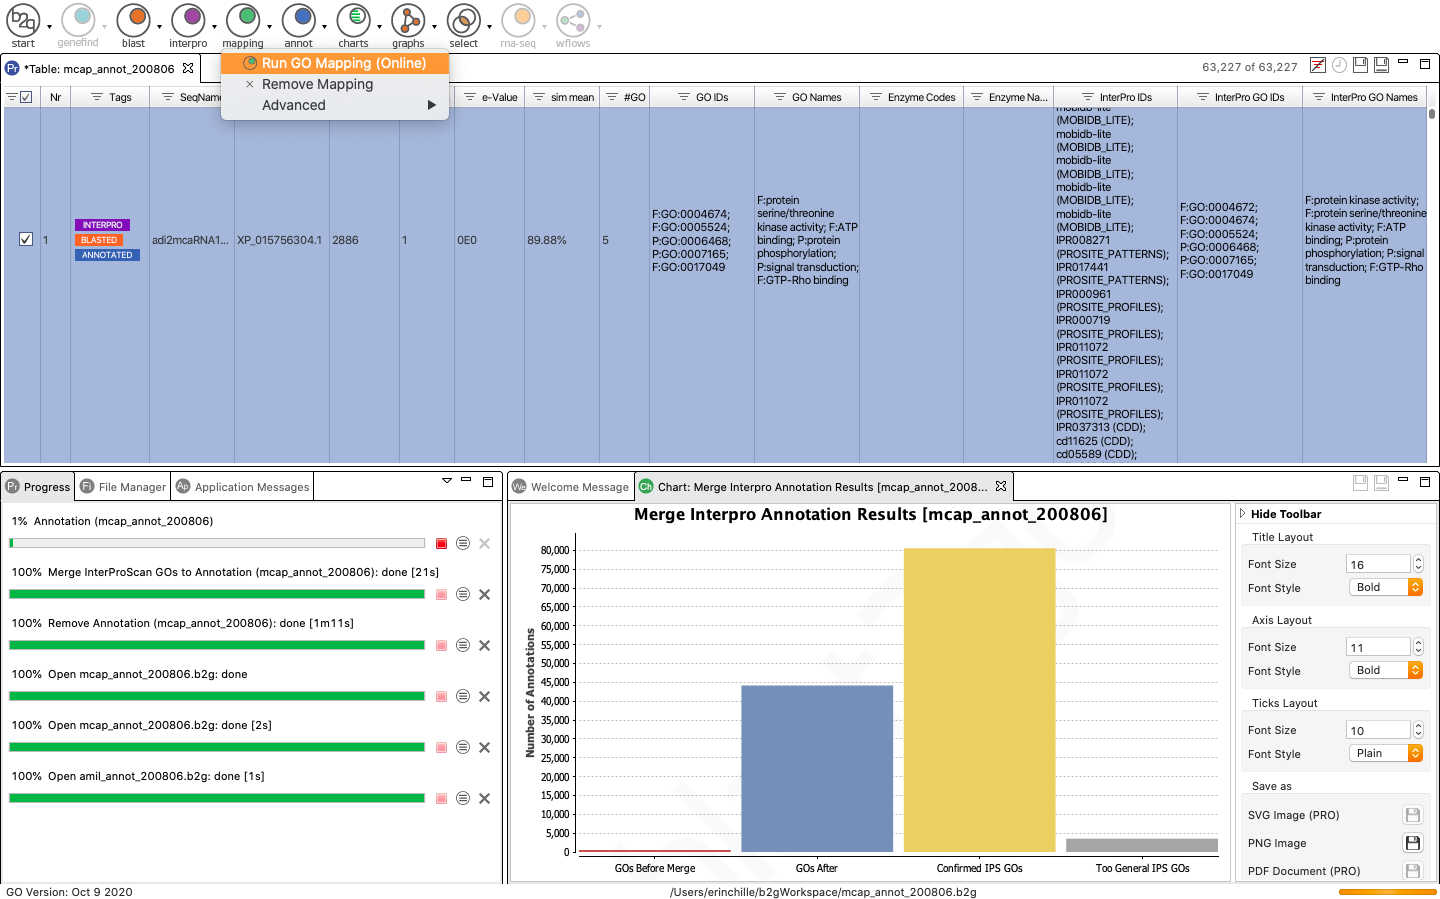 b2g
start
genefind
blast
interpro
mapping
annot
charts
graphs
select
rna-seq
wflows
Run GO Mapping (Online)
Remove Mapping
Advanced
Pr *Table: mcap_annot_200806
63,227 of 63,227
Nr
Tags
SeqName
e-Value
sim mean
#GO
GO IDs
GO Names
Enzyme Codes
Enzyme Na...
InterPro IDs
InterPro GO IDs
InterPro GO Names
1
INTERPRO
BLASTED
ANNOTATED
adi2mcaRNA1...
XP_015756304.1
2886
1
0E0
89.88%
5
F:GO:0004674;
F:GO:0005524;
P:GO:0006468;
P:GO:0007165;
F:GO:0017049
F:protein
serine/threonine
kinase activity; F:ATP
binding; P:protein
phosphorylation;
P:signal transduction;
F:GTP-Rho binding
mobidb-lite
(MOBIDB_LITE);
mobidb-lite
(MOBIDB_LITE);
mobidb-lite
(MOBIDB_LITE);
mobidb-lite
(MOBIDB_LITE);
mobidb-lite
(MOBIDB_LITE);
IPR008271
(PROSITE_PATTERNS);
IPR017441
(PROSITE_PATTERNS);
IPR000961
(PROSITE_PROFILES);
IPR000719
(PROSITE_PROFILES);
IPR011072
(PROSITE_PROFILES);
IPR011072
(PROSITE_PROFILES);
IPR011072
(PROSITE_PROFILES);
IPR037313 (CDD);
cd11625 (CDD);
cd05589 (CDD);
F:GO:0004672;
F:GO:0004674;
F:GO:0005524;
P:GO:0006468;
P:GO:0007165;
F:GO:0017049
F:protein kinase activity;
F:protein serine/threonine
kinase activity; F:ATP
binding; P:protein
phosphorylation; P:signal
transduction; F:GTP-Rho
binding
Pr Progress
Fi File Manager
Ap Application Messages
1% Annotation (mcap_annot_200806)
100% Merge InterProScan GOs to Annotation (mcap_annot_200806): done [21s]
100% Remove Annotation (mcap_annot_200806): done [1m11s]
100% Open mcap_annot_200806.b2g: done
100% Open mcap_annot_200806.b2g: done [2s]
100% Open amil_annot_200806.b2g: done [1s]
We Welcome Message
Ch Chart: Merge Interpro Annotation Results [mcap_annot_2008...
Merge Interpro Annotation Results [mcap_annot_200806]
Number of Annotations
80,000
75,000
70,000
65,000
60,000
55,000
50,000
45,000
40,000
35,000
30,000
25,000
20,000
15,000
10,000
5,000
0
GOs Before Merge
GOs After
Confirmed IPS GOs
Too General IPS GOs
Hide Toolbar
Title Layout
Font Size 16
Font Style Bold
Axis Layout
Font Size 11
Font Style Bold
Ticks Layout
Font Size 10
Font Style Plain
Save as
SVG Image (PRO)
PNG Image
PDF Document (PRO)
GO Version: Oct 9 2020
/Users/erinchille/b2gWorkspace/mcap_annot_200806.b2g